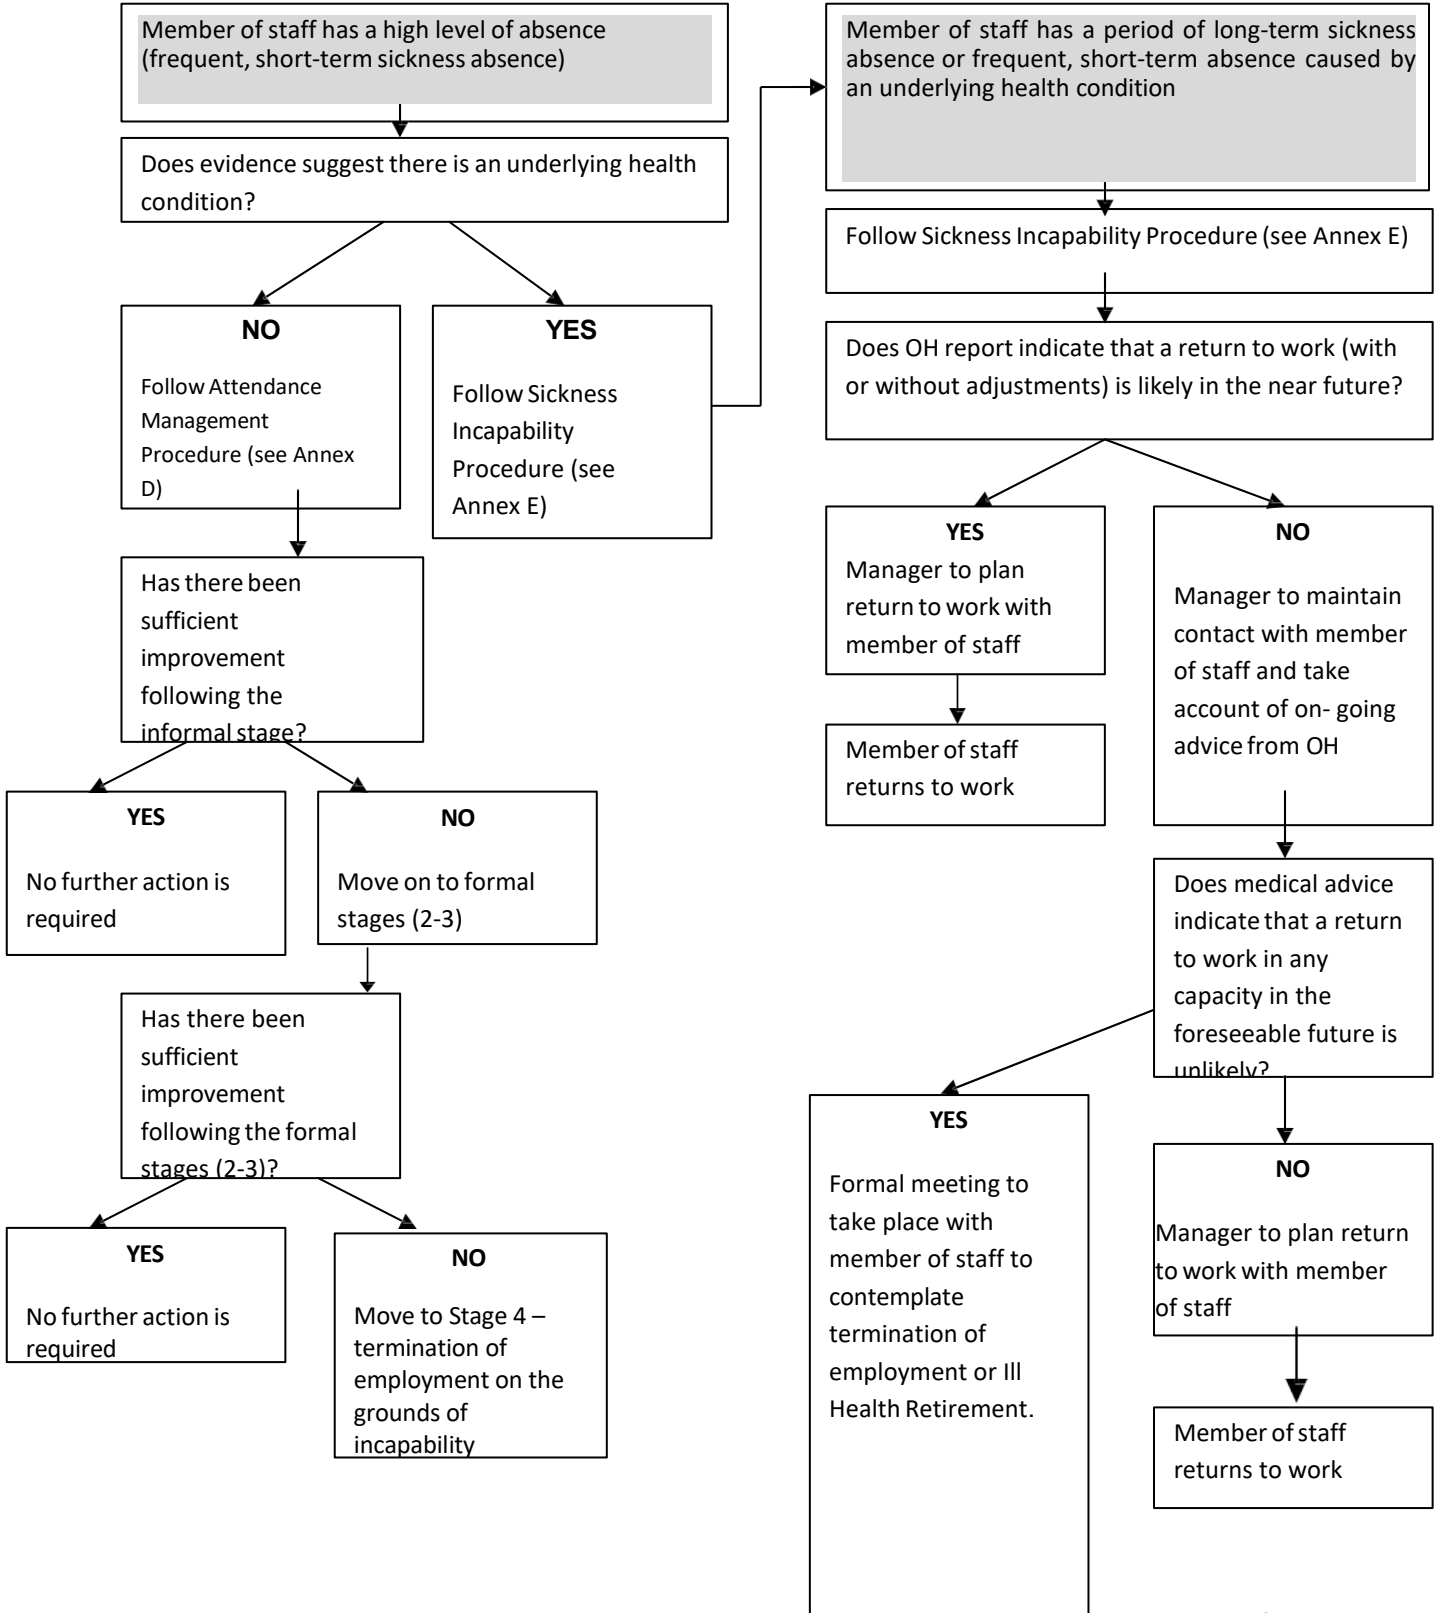 Member of staff has a high level of absence
(frequent, short-term sickness absence)
Does evidence suggest there is an underlying health
condition?
NO
Follow Attendance
Management
Procedure (see Annex
D)
YES
Follow Sickness
Incapability
Procedure (see
Annex E)
Has there been
sufficient
improvement
following the
informal stage?
YES
No further action is
required
NO
Move on to formal
stages (2-3)
Has there been
sufficient
improvement
following the formal
stages (2-3)?
YES
No further action is
required
NO
Move to Stage 4 –
termination of
employment on the
grounds of
incapability
Member of staff has a period of long-term sickness
absence or frequent, short-term absence caused by
an underlying health condition
Follow Sickness Incapability Procedure (see Annex E)
Does OH report indicate that a return to work (with
or without adjustments) is likely in the near future?
YES
Manager to plan
return to work with
member of staff
Member of staff
returns to work
NO
Manager to maintain
contact with member
of staff and take
account of on- going
advice from OH
Does medical advice
indicate that a return
to work in any
capacity in the
foreseeable future is
unlikely?
YES
Formal meeting to
take place with
member of staff to
contemplate
termination of
employment or Ill
Health Retirement.
NO
Manager to plan return
to work with member
of staff
Member of staff
returns to work